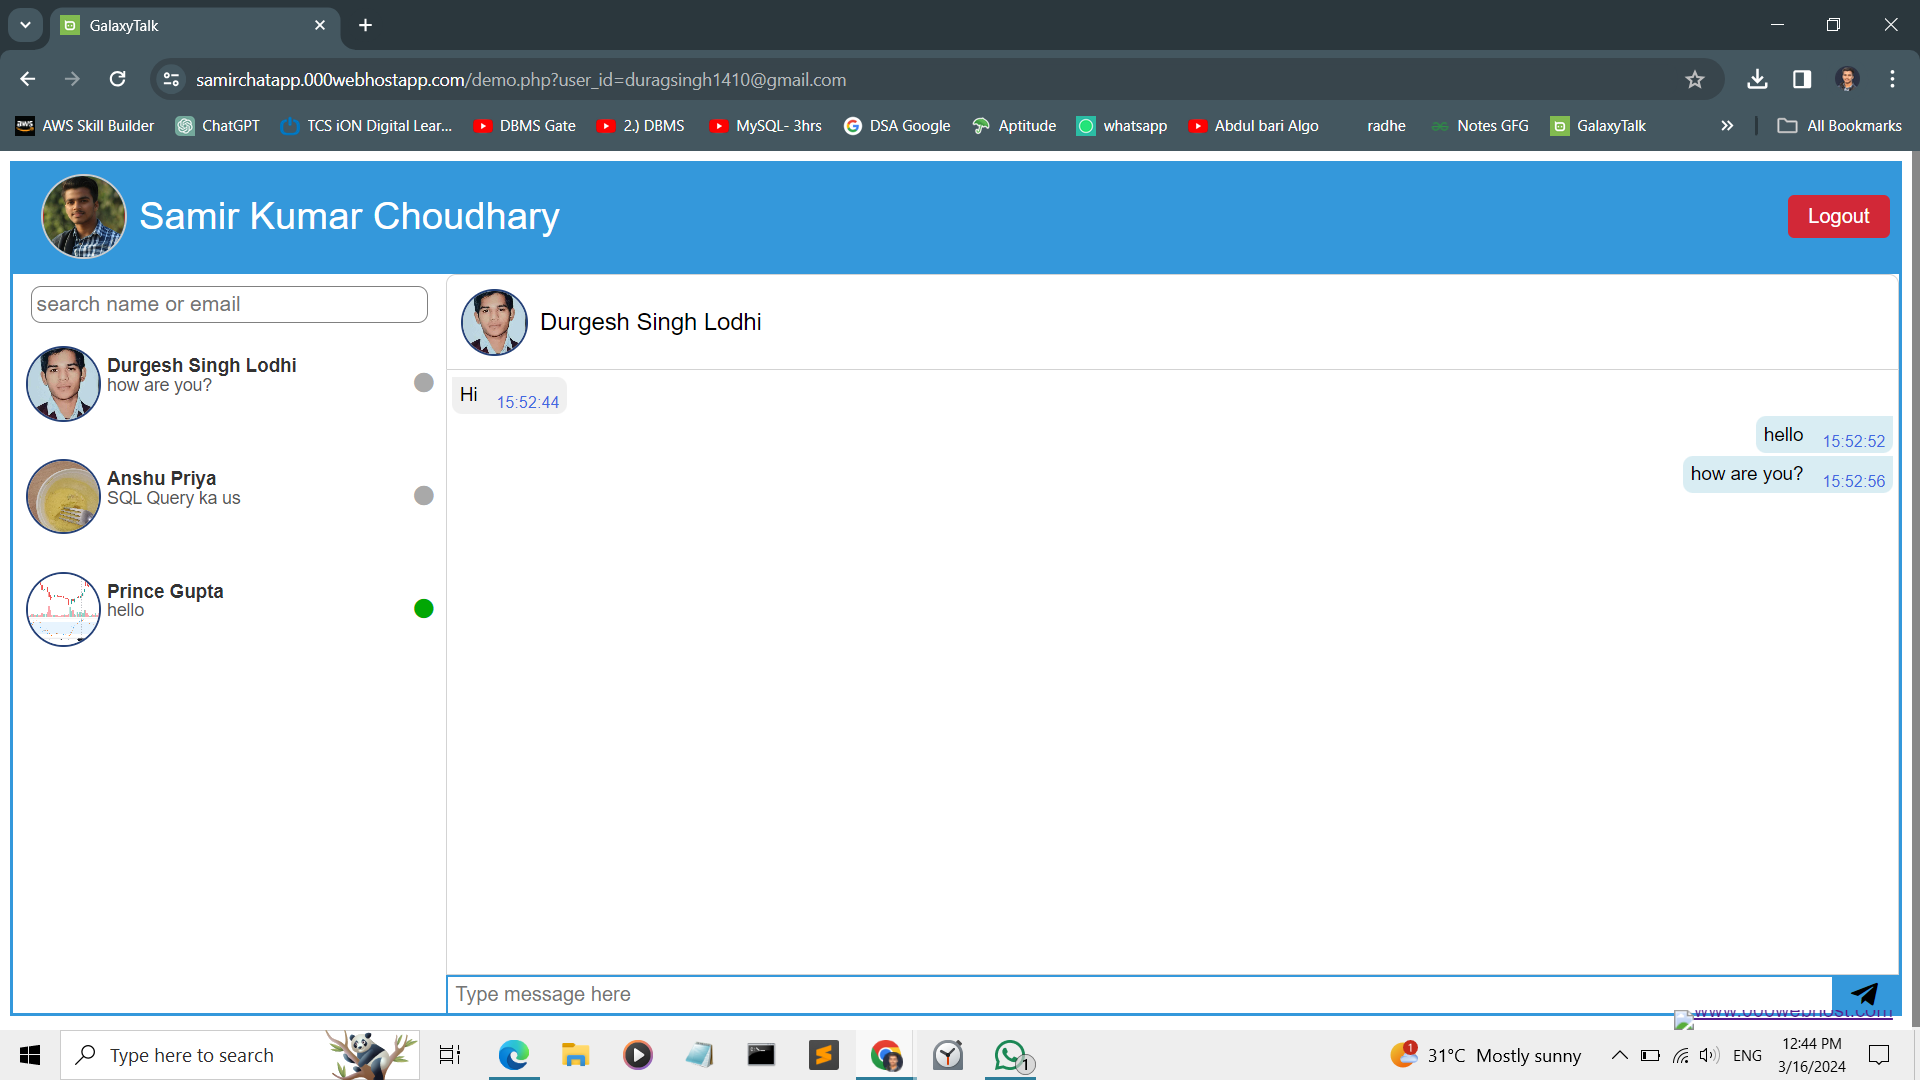 GalaxyTalk
samirchatapp.000webhostapp.com/demo.php?user_id=duragsingh1410@gmail.com
aws AWS Skill Builder ChatGPT TCS iON Digital Lear... DBMS Gate 2.) DBMS MySQL- 3hrs DSA Google Aptitude whatsapp Abdul bari Algo radhe Notes GFG GalaxyTalk All Bookmarks
Samir Kumar Choudhary
Logout
search name or email
Durgesh Singh Lodhi
how are you?
Anshu Priya
SQL Query ka us
Prince Gupta
hello
Durgesh Singh Lodhi
Hi 15:52:44
hello 15:52:52
how are you? 15:52:56
Type message here
www.000webhost.com
Type here to search
1
1
31°C Mostly sunny
ENG
12:44 PM
3/16/2024